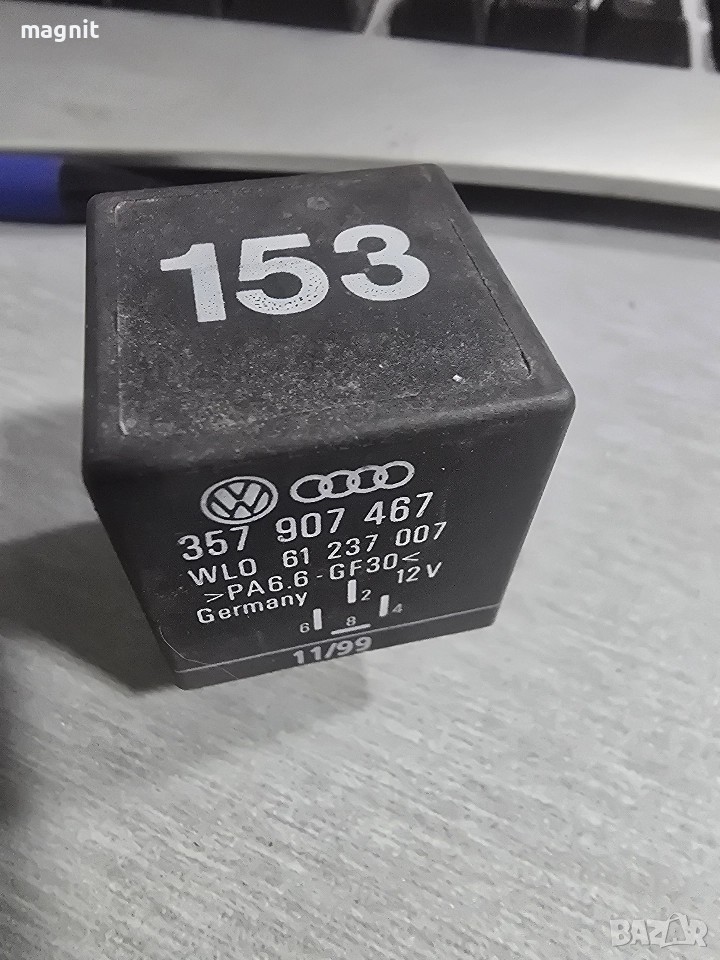 magnit
153
357 907 467
WLO 61 237 007
>PA6.6-GF30< 12V
Germany
2
4
6
8
11/99
BAZAR